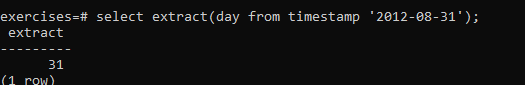 exercises=# select extract(day from timestamp '2012-08-31');
 extract
---------
      31
(1 row)